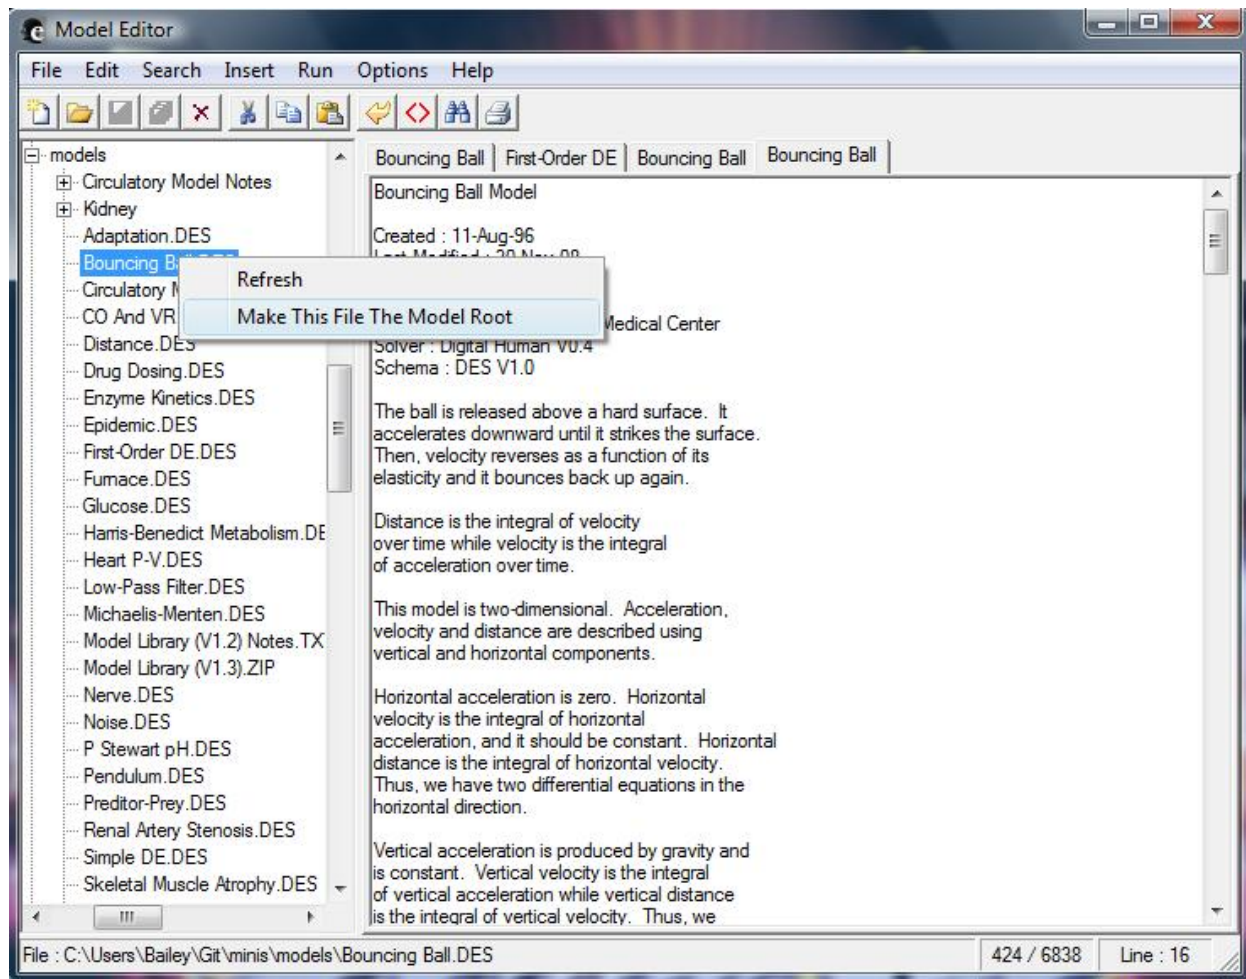 Model Editor
File Edit Search Insert Run Options Help
models
Circulatory Model Notes
Kidney
Adaptation.DES
Bouncing B
Circulatory
CO And VR
Distance.DES
Drug Dosing.DES
Enzyme Kinetics.DES
Epidemic.DES
First-Order DE.DES
Furnace.DES
Glucose.DES
Harris-Benedict Metabolism.DE
Heart P-V.DES
Low-Pass Filter.DES
Michaelis-Menten.DES
Model Library (V1.2) Notes.TX
Model Library (V1.3).ZIP
Nerve.DES
Noise.DES
P Stewart pH.DES
Pendulum.DES
Preditor-Prey.DES
Renal Artery Stenosis.DES
Simple DE.DES
Skeletal Muscle Atrophy.DES
Refresh
Make This File The Model Root
Bouncing Ball First-Order DE Bouncing Ball Bouncing Ball
Bouncing Ball Model
Created : 11-Aug-96
Last Modified : 20-Nov-08
Medical Center
Solver : Digital Human V0.4
Schema : DES V1.0
The ball is released above a hard surface. It
accelerates downward until it strikes the surface.
Then, velocity reverses as a function of its
elasticity and it bounces back up again.
Distance is the integral of velocity
over time while velocity is the integral
of acceleration over time.
This model is two-dimensional. Acceleration,
velocity and distance are described using
vertical and horizontal components.
Horizontal acceleration is zero. Horizontal
velocity is the integral of horizontal
acceleration, and it should be constant. Horizontal
distance is the integral of horizontal velocity.
Thus, we have two differential equations in the
horizontal direction.
Vertical acceleration is produced by gravity and
is constant. Vertical velocity is the integral
of vertical acceleration while vertical distance
is the integral of vertical velocity. Thus, we
File : C:\Users\Bailey\Git\minis\models\Bouncing Ball.DES 424 / 6838 Line : 16